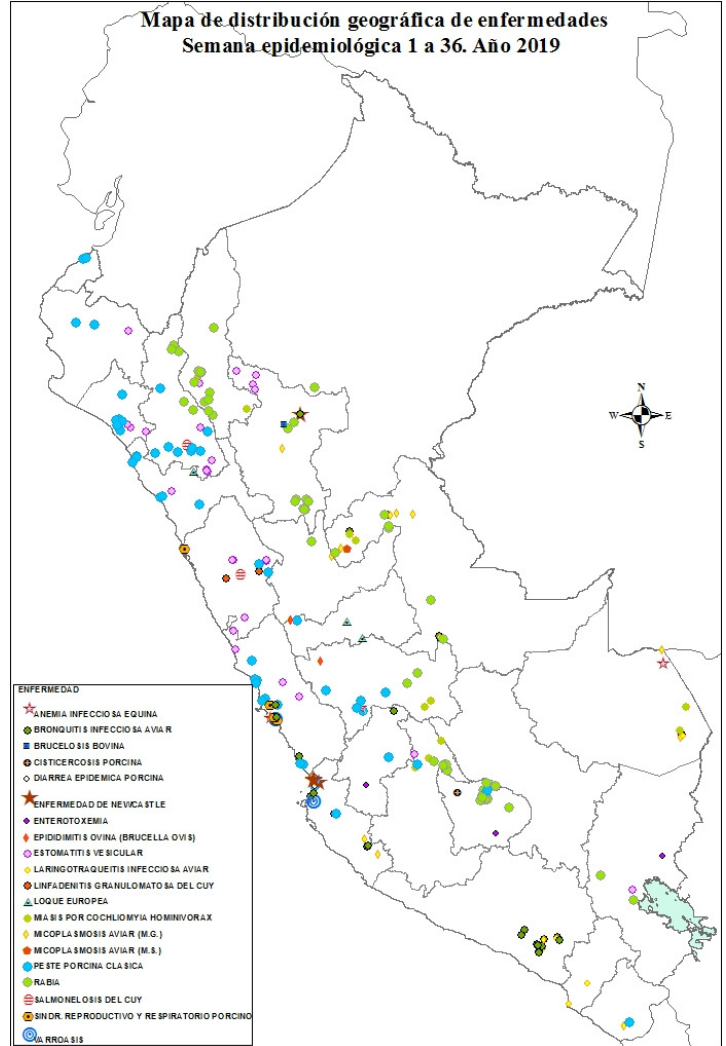 Mapa de distribución geográfica de enfermedades
Semana epidemiológica 1 a 36. Año 2019
N
W E
S
ENFERMEDAD
ANEMIA INFECCIOSA EQUINA
BRONQUITIS INFECCIOSA AVIAR
BRUCELOSIS BOVINA
CISTICERCOSIS PORCINA
DIARREA EPIDEMICA PORCINA
ENFERMEDAD DE NEWCASTLE
ENTEROTOXEMIA
EPIDIDIMITIS OVINA (BRUCELLA OVIS)
ESTOMATITIS VESICULAR
LARINGOTRAQUEITIS INFECCIOSA AVIAR
LINFADENITIS GRANULOMATOSA DEL CUY
LOQUE EUROPEA
MIASIS POR COCHLIOMYIA HOMINIVORAX
MICOPLASMOSIS AVIAR (M.G.)
MICOPLASMOSIS AVIAR (M.S.)
PESTE PORCINA CLASICA
RABIA
SALMONELOSIS DEL CUY
SINDR. REPRODUCTIVO Y RESPIRATORIO PORCINO
VARROASIS